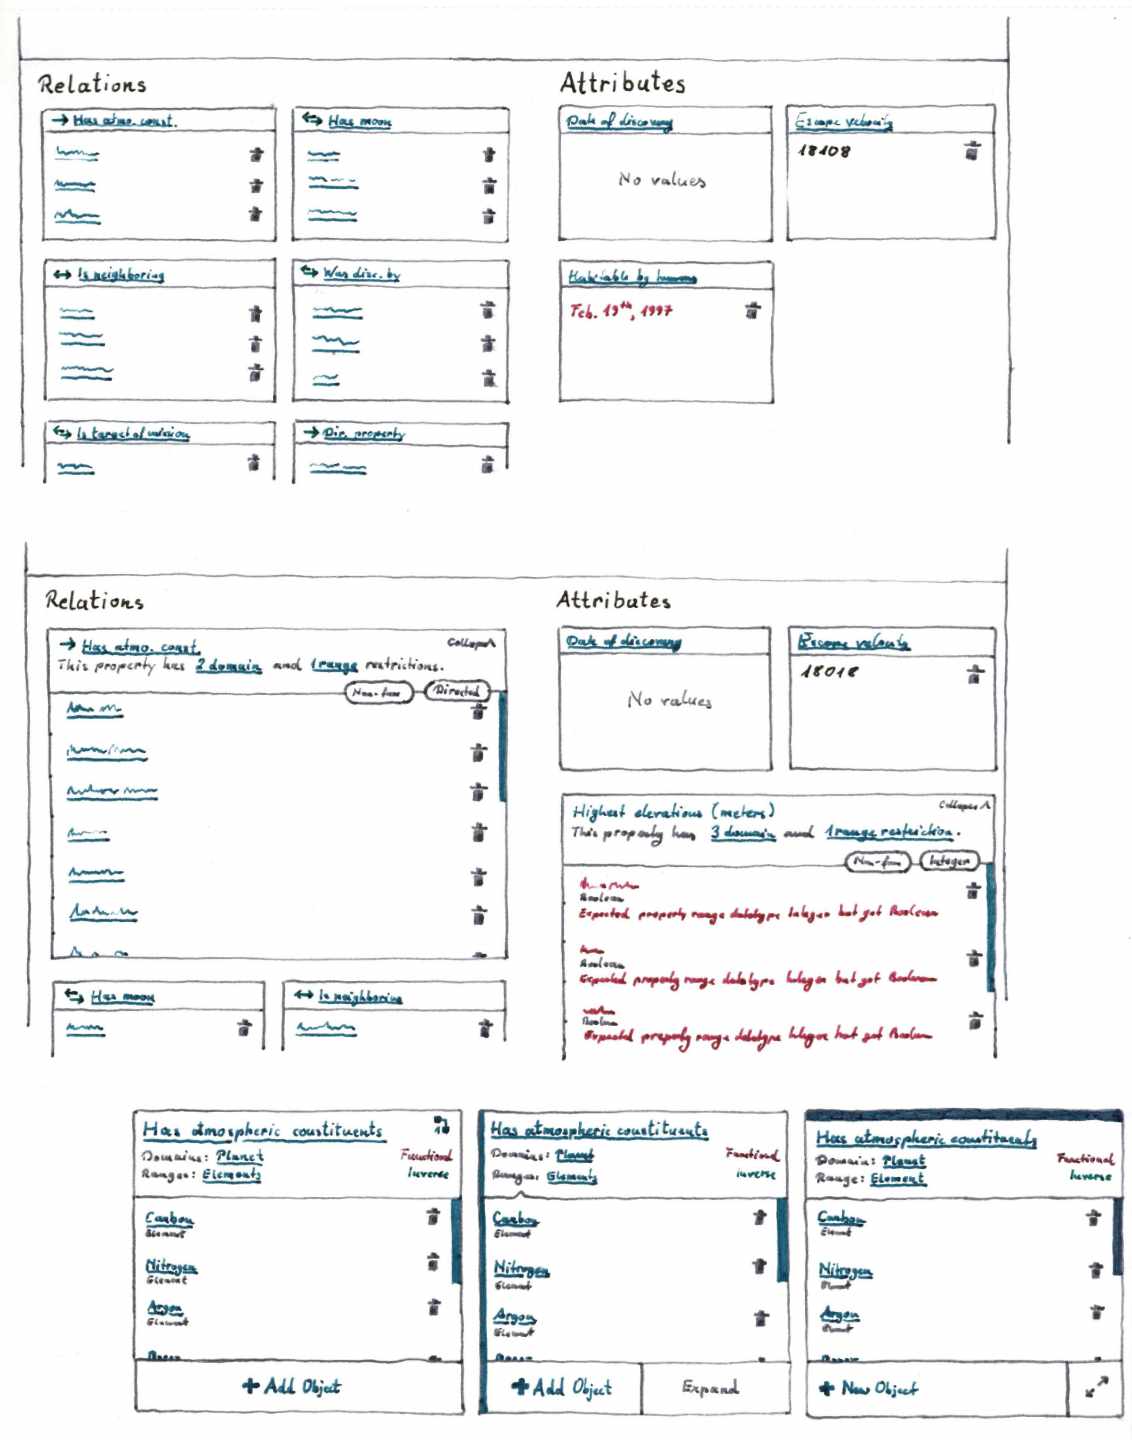 Relations
Attributes
→ Has atmo. const.
⇆ Has moon
Date of discovery
Escape velocity
18108
No values
↔ Is neighboring
⇆ Was disc. by
Habitable by humans
Feb. 19th, 1997
⇆ Is target of mission
→ Dir. property
Relations
Attributes
→ Has atmo. const.
Collapse ∧
This property has 2 domain and 1 range restrictions.
Non-func
Directed
Date of discovery
Escape velocity
18018
No values
Highest elevations (meters)
Collapse ∧
This property has 3 domain and 1 range restriction.
Non-func
Integer
Boolean
Expected property range datatype Integer but got Boolean
Boolean
Expected property range datatype Integer but got Boolean
Boolean
Expected property range datatype Integer but got Boolean
⇆ Has moon
↔ Is neighboring
Has atmospheric constituents
Domains: Planet
Functional
Ranges: Elements
Inverse
Carbon
Element
Nitrogen
Element
Argon
Element
+ Add Object
Has atmospheric constituents
Domains: Planet
Functional
Ranges: Elements
Inverse
Carbon
Element
Nitrogen
Element
Argon
Element
+ Add Object
Expand
Has atmospheric constituents
Domain: Planet
Functional
Range: Element
Inverse
Carbon
Element
Nitrogen
Argon
+ New Object